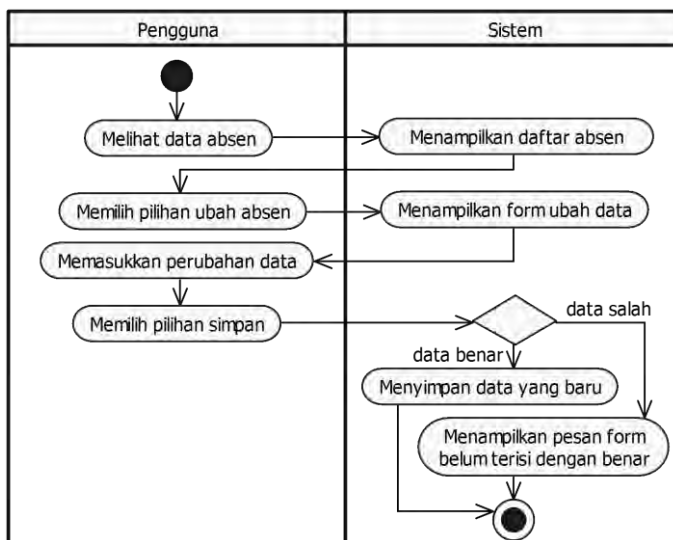 Pengguna
Sistem
Melihat data absen
Menampilkan daftar absen
Memilih pilihan ubah absen
Menampilkan form ubah data
Memasukkan perubahan data
Memilih pilihan simpan
data salah
data benar
Menyimpan data yang baru
Menampilkan pesan form
belum terisi dengan benar